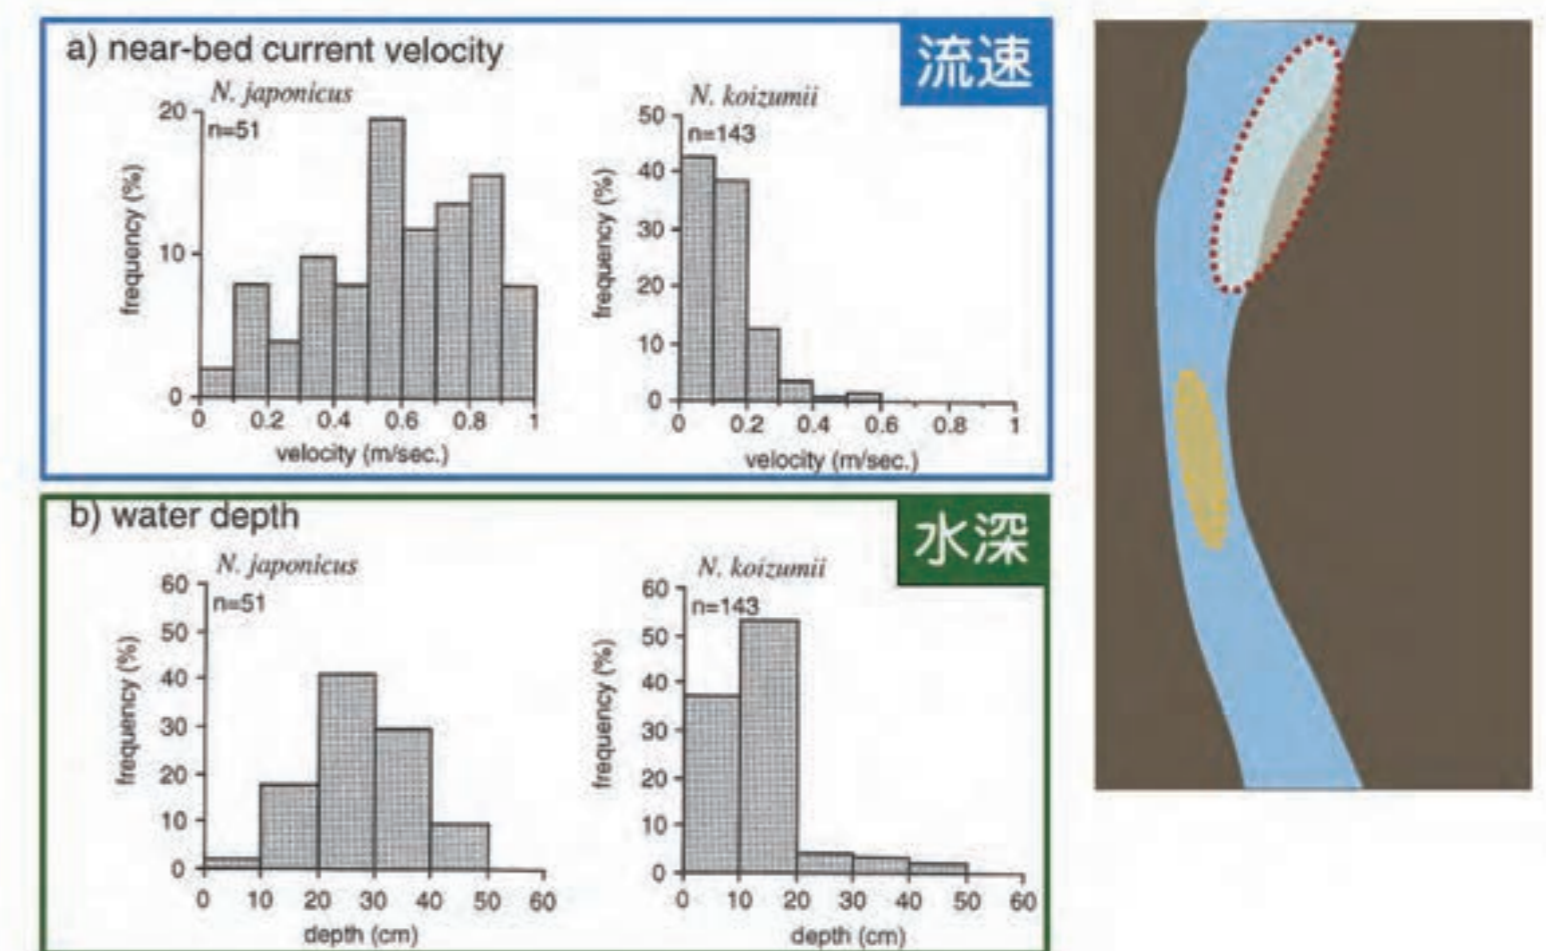 a) near-bed current velocity
流速
N. japonicus
n=51
20
10
0
frequency (%)
0 0.2 0.4 0.6 0.8 1
velocity (m/sec.)
N. koizumii
n=143
50
40
30
20
10
0
frequency (%)
0 0.2 0.4 0.6 0.8 1
velocity (m/sec.)
b) water depth
水深
N. japonicus
n=51
60
50
40
30
20
10
0
frequency (%)
0 10 20 30 40 50 60
depth (cm)
N. koizumii
n=143
60
50
40
30
20
10
0
frequency (%)
0 10 20 30 40 50 60
depth (cm)